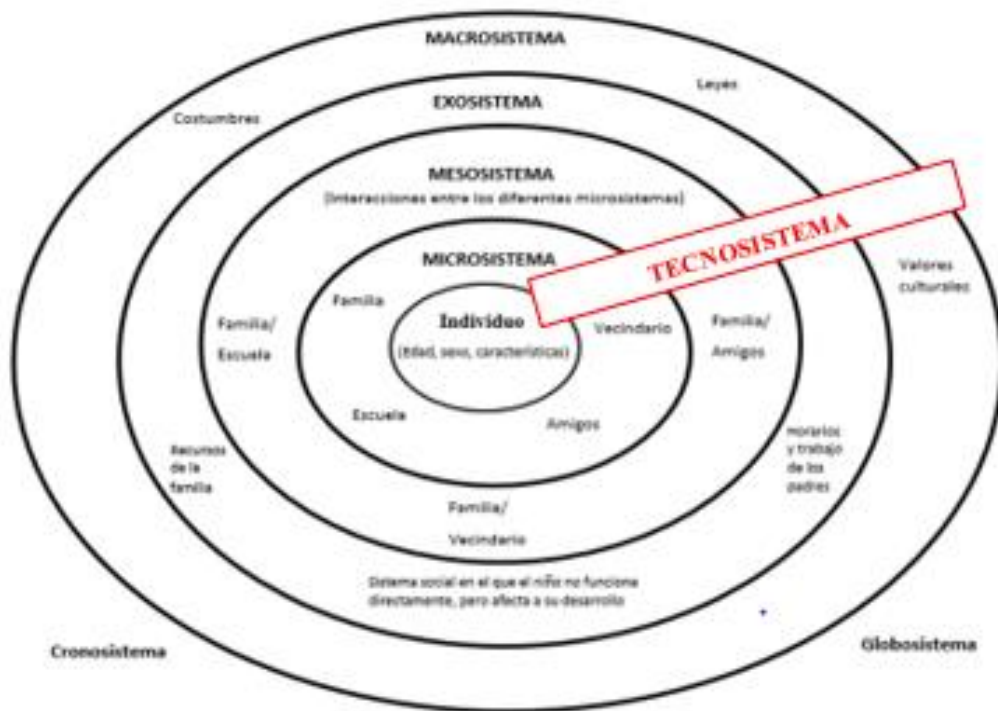 MACROSISTEMA
Leyes
Costumbres
EXOSISTEMA
MESOSISTEMA
(Interacciones entre los diferentes microsistemas)
TECNOSISTEMA
MICROSISTEMA
Valores
culturales
Familia
Individuo
(Edad, sexo, características)
Vecindario
Familia/
Escuela
Familia/
Amigos
Escuela
Amigos
Recursos
de la
familia
Horarios
y trabajo
de los
padres
Familia/
Vecindario
Sistema social en el que el niño no funciona
directamente, pero afecta a su desarrollo
Cronosistema
Globosistema